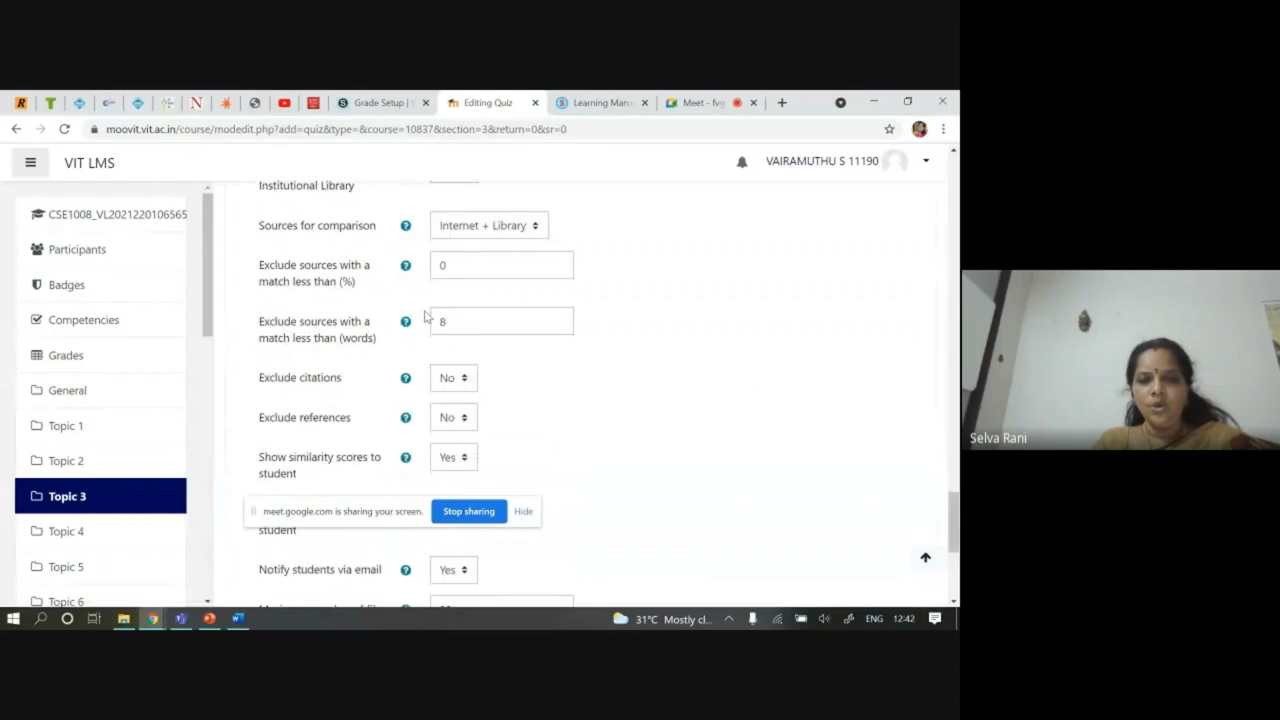 Grade Setup |
Editing Quiz
Learning Mana
Meet - fvg
moovit.vit.ac.in/course/modedit.php?add=quiz&type=&course=10837&section=3&return=0&sr=0
VIT LMS
VAIRAMUTHU S 11190
CSE1008_VL2021220106565
Participants
Badges
Competencies
Grades
General
Topic 1
Topic 2
Topic 3
Topic 4
Topic 5
Topic 6
Institutional Library
Sources for comparison
Internet + Library
Exclude sources with a
match less than (%)
0
Exclude sources with a
match less than (words)
8
Exclude citations
No
Exclude references
No
Show similarity scores to
student
Yes
meet.google.com is sharing your screen.
Stop sharing
Hide
student
Notify students via email
Yes
31°C Mostly cl...
ENG
12:42
Selva Rani